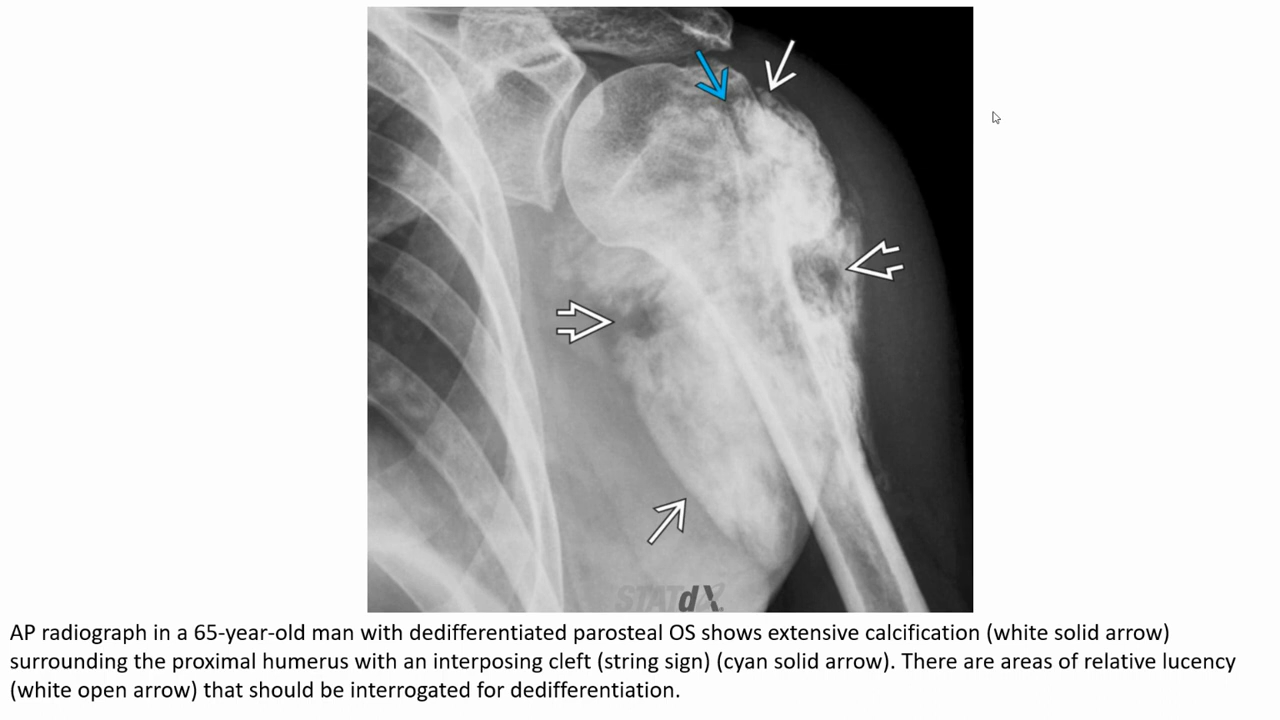 STATdX
AP radiograph in a 65-year-old man with dedifferentiated parosteal OS shows extensive calcification (white solid arrow)
surrounding the proximal humerus with an interposing cleft (string sign) (cyan solid arrow). There are areas of relative lucency
(white open arrow) that should be interrogated for dedifferentiation.